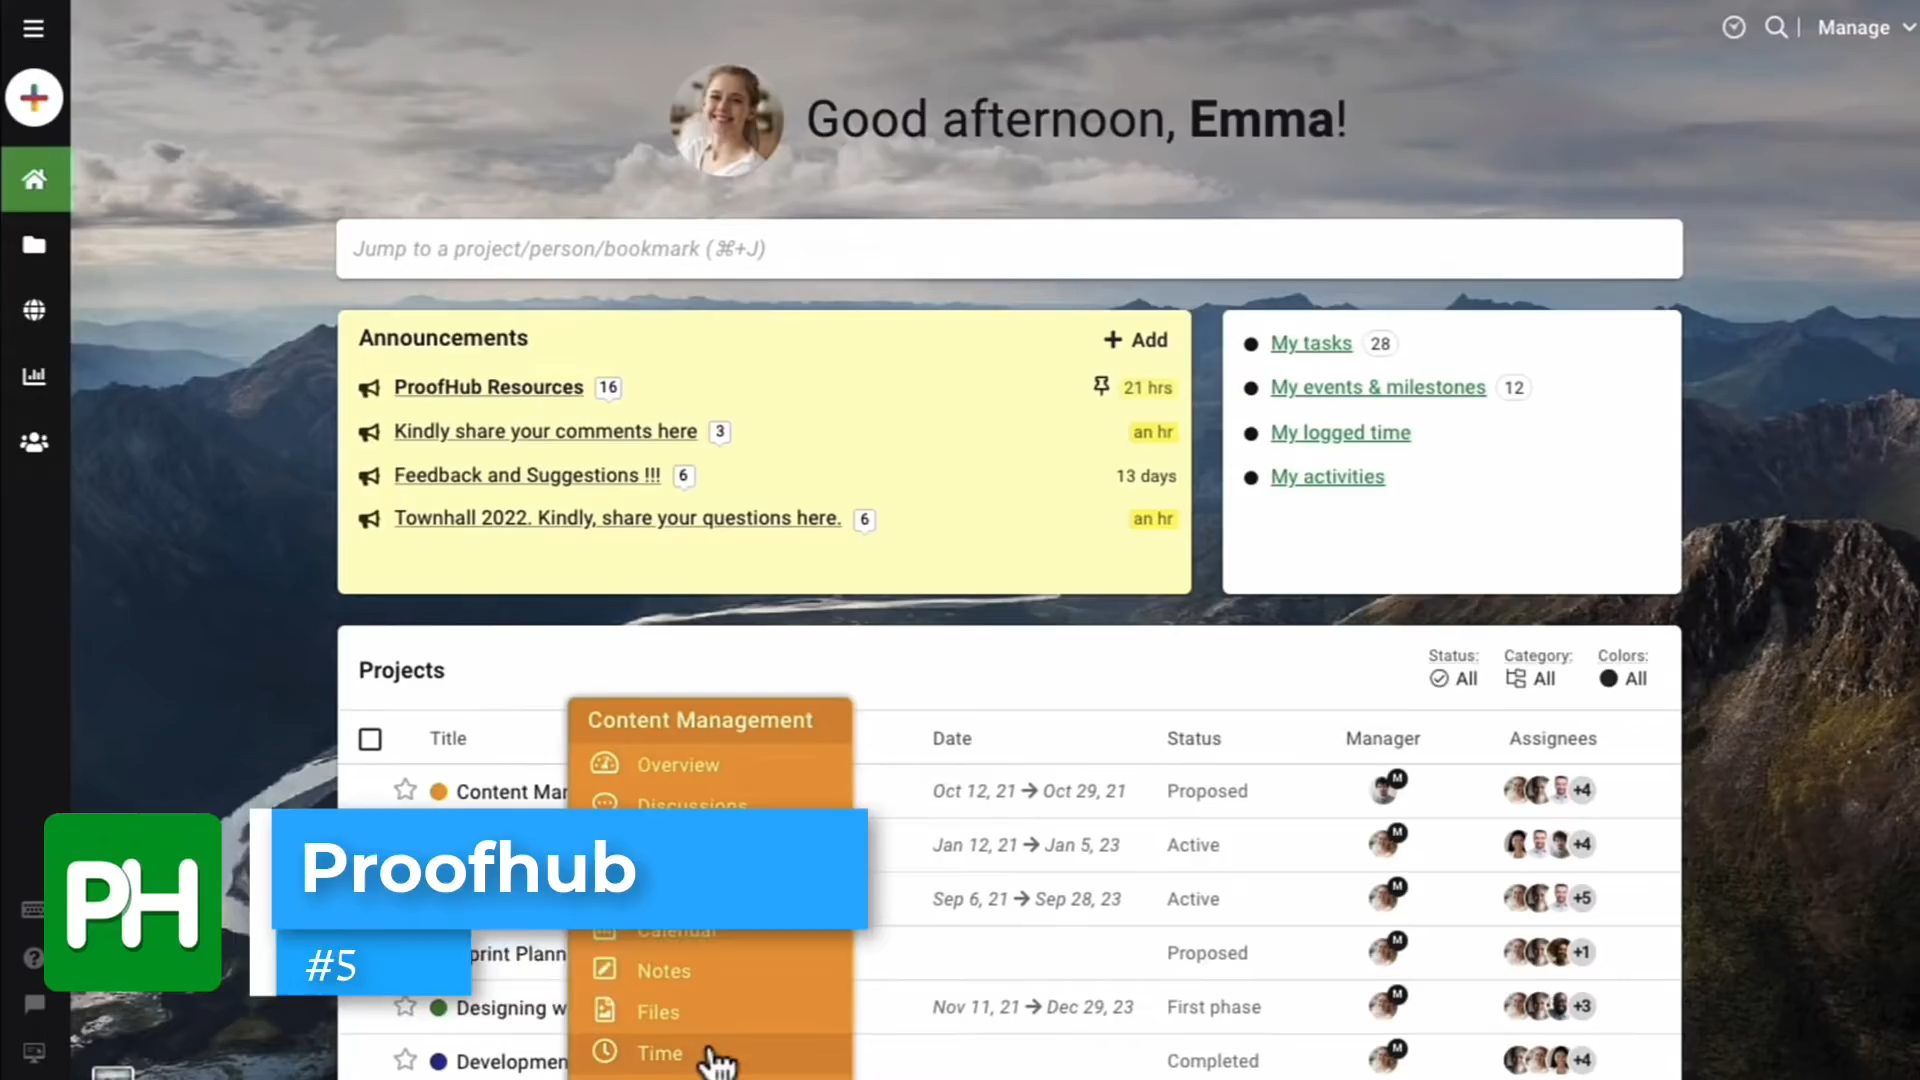 Manage
Good afternoon, Emma!
Jump to a project/person/bookmark (⌘+J)
Announcements
+ Add
ProofHub Resources 16 21 hrs
Kindly share your comments here 3 an hr
Feedback and Suggestions !!! 6 13 days
Townhall 2022. Kindly, share your questions here. 6 an hr
My tasks 28
My events & milestones 12
My logged time
My activities
Projects
Status: Category: Colors:
All All All
Title Date Status Manager Assignees
Content Management
Overview
Discussions
Calendar
Notes
Files
Time
Content Mar Oct 12, 21 → Oct 29, 21 Proposed M +4
Jan 12, 21 → Jan 5, 23 Active M +4
Sep 6, 21 → Sep 28, 23 Active M +5
print Plann Proposed M +1
Designing w Nov 11, 21 → Dec 29, 23 First phase M +3
Developmen Completed M +4
PH
Proofhub
#5